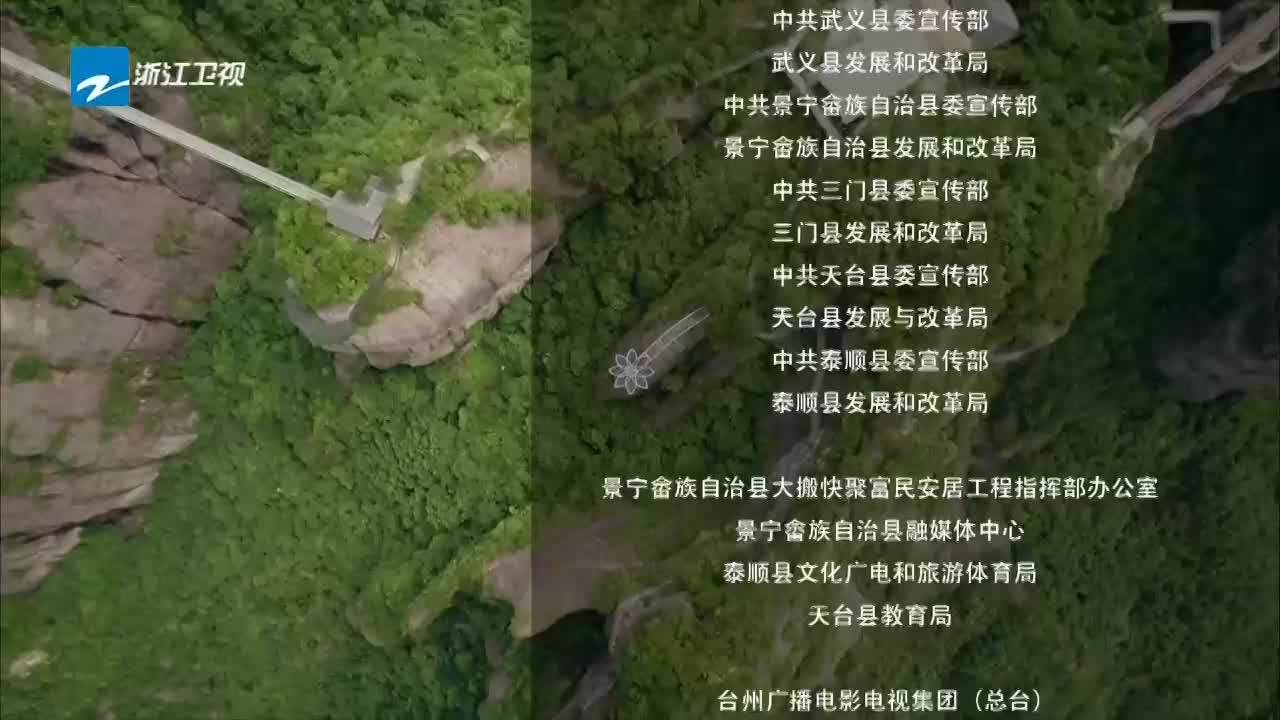 浙江卫视
中共武义县委宣传部
武义县发展和改革局
中共景宁畲族自治县委宣传部
景宁畲族自治县发展和改革局
中共三门县委宣传部
三门县发展和改革局
中共天台县委宣传部
天台县发展与改革局
中共泰顺县委宣传部
泰顺县发展和改革局
景宁畲族自治县大搬快聚富民安居工程指挥部办公室
景宁畲族自治县融媒体中心
泰顺县文化广电和旅游体育局
天台县教育局
台州广播电影电视集团（总台）